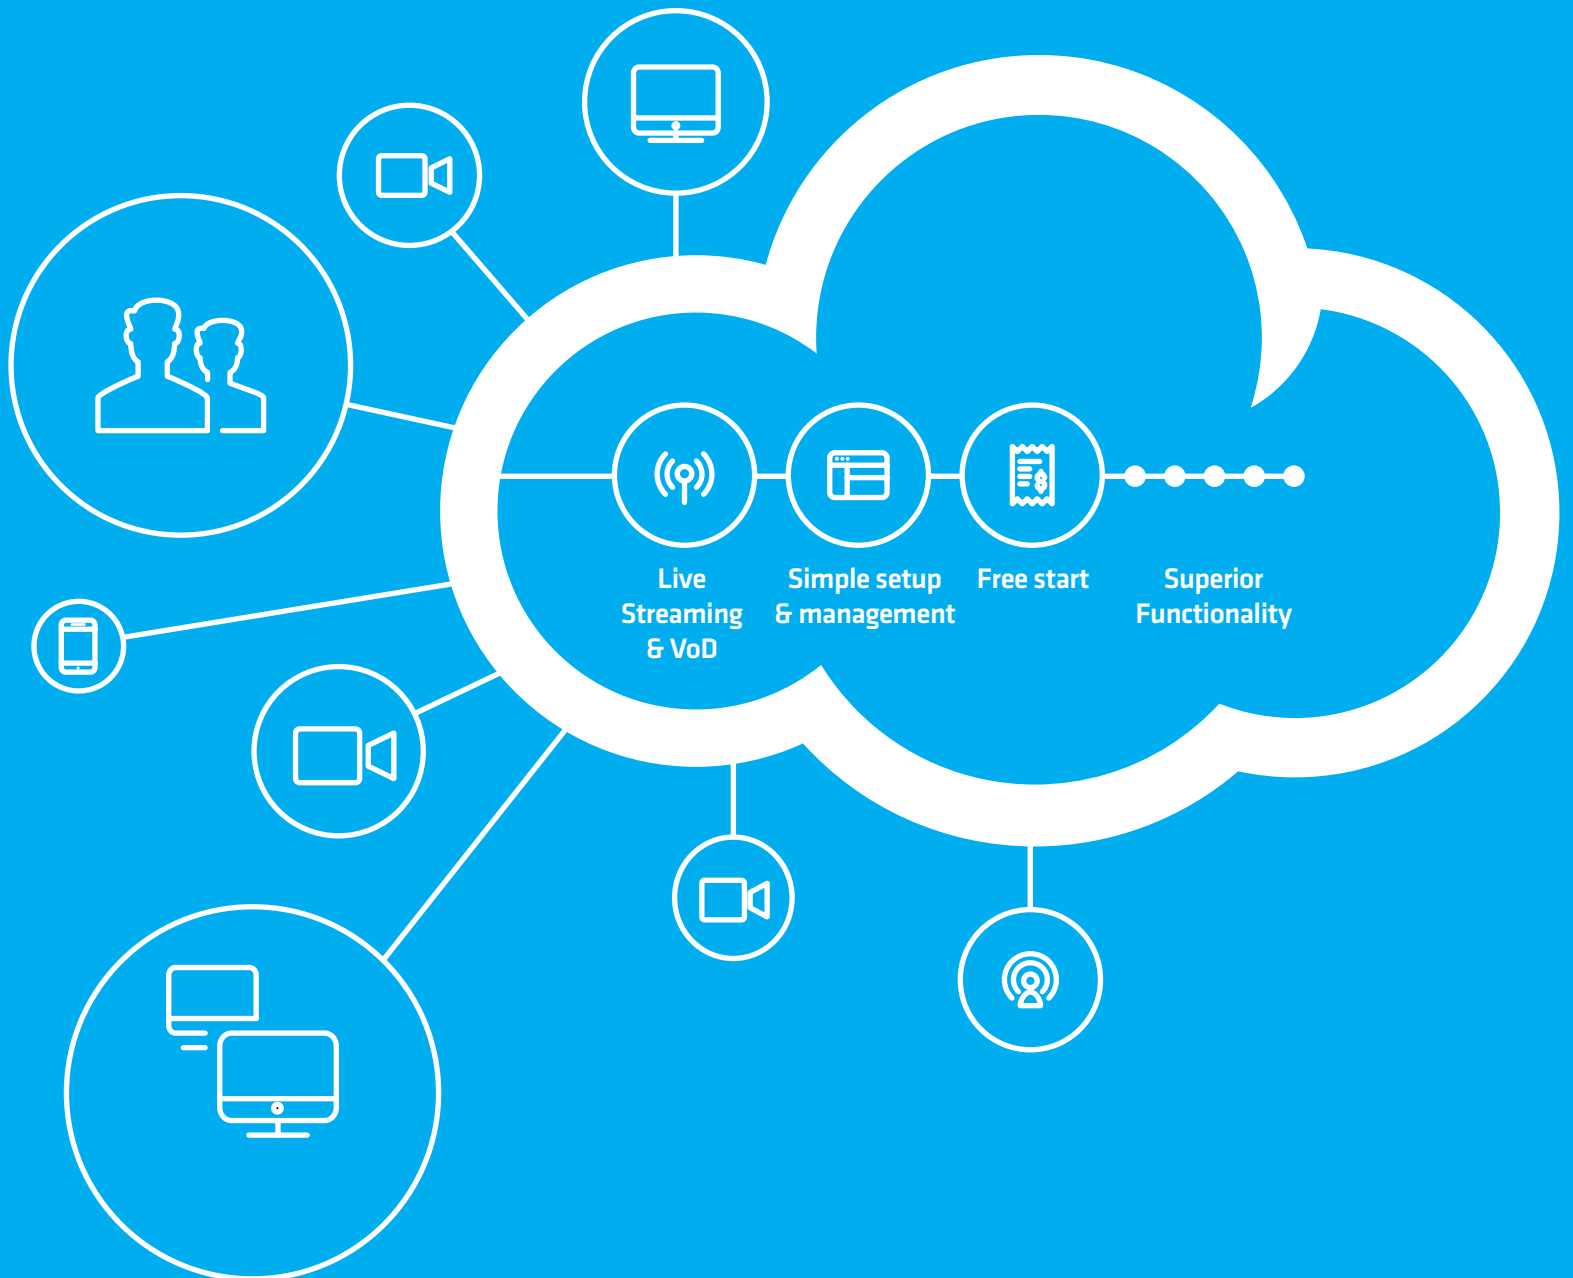 Live
Streaming
& VoD
Simple setup
& management
Free start
Superior
Functionality